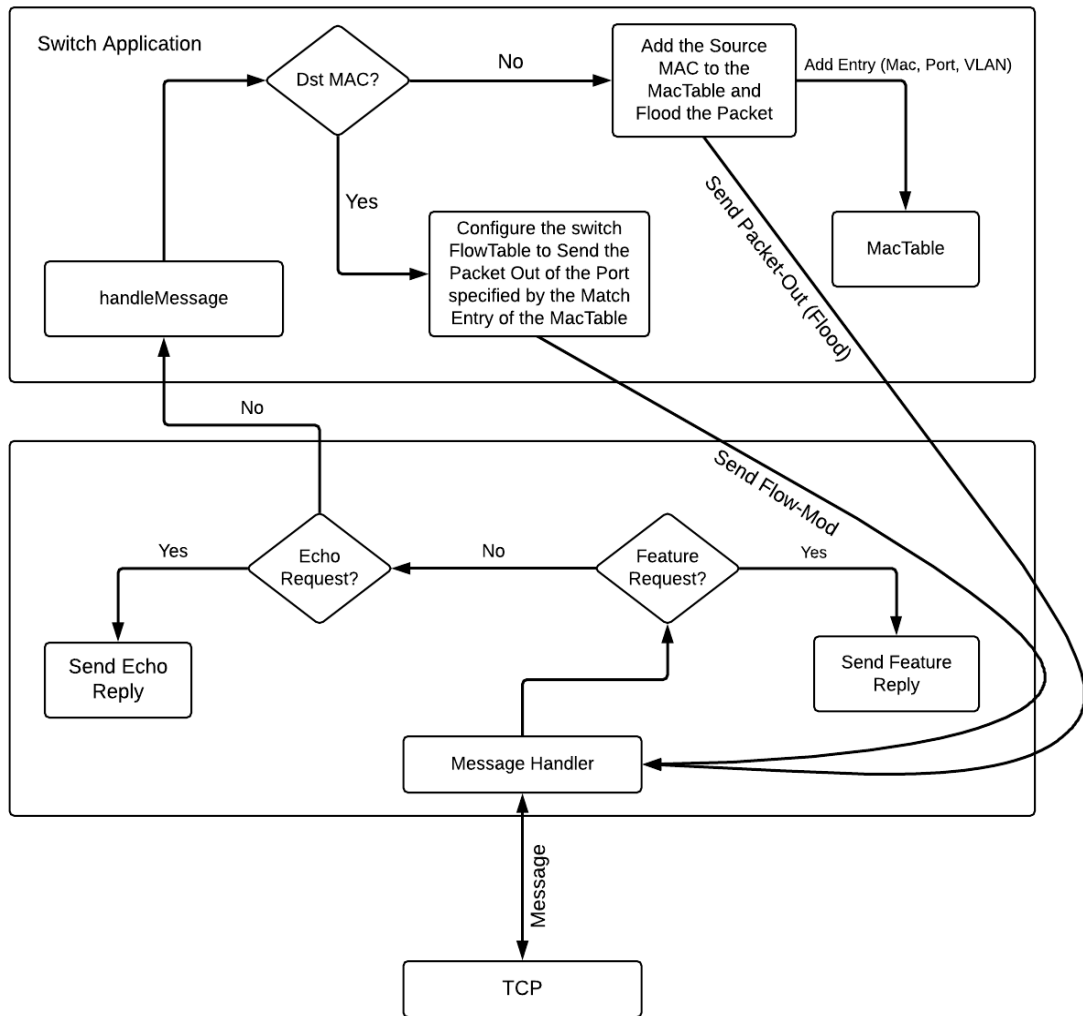 Switch Application
Dst MAC?
No
Add the Source
MAC to the
MacTable and
Flood the Packet
Add Entry (Mac, Port, VLAN)
MacTable
Yes
Configure the switch
FlowTable to Send the
Packet Out of the Port
specified by the Match
Entry of the MacTable
handleMessage
Send Packet-Out (Flood)
No
Send Flow-Mod
Yes
Echo
Request?
No
Feature
Request?
Yes
Send Echo
Reply
Send Feature
Reply
Message Handler
Message
TCP